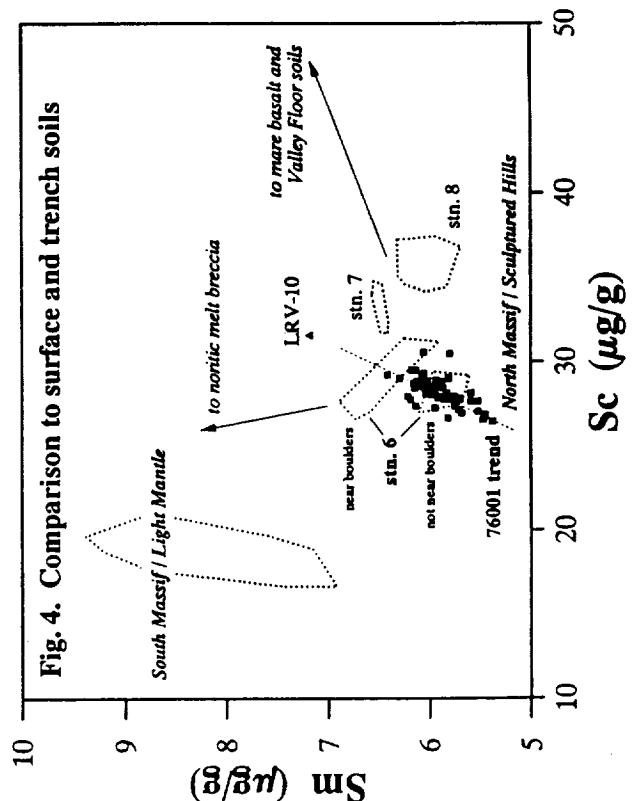 Fig. 4. Comparison to surface and trench soils
South Massif / Light Mantle
to noritic melt breccia
to mare basalt and
Valley Floor soils
LRV-10
stn. 7
stn. 8
near boulders
stn. 6
not near boulders
76001 trend
North Massif / Sculptured Hills
10
9
8
7
6
5
Sm (µg/g)
10
20
30
40
50
Sc (µg/g)